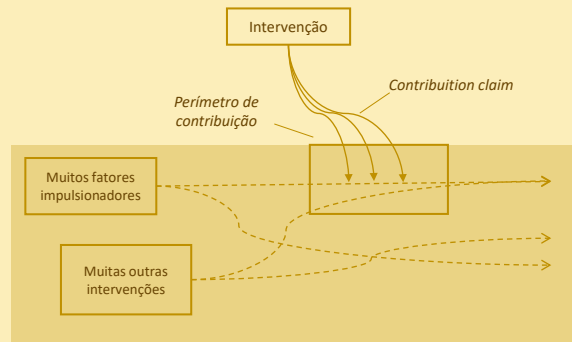 Intervenção
Contribuition claim
Perímetro de
contribuição
Muitos fatores
impulsionadores
Muitas outras
intervenções